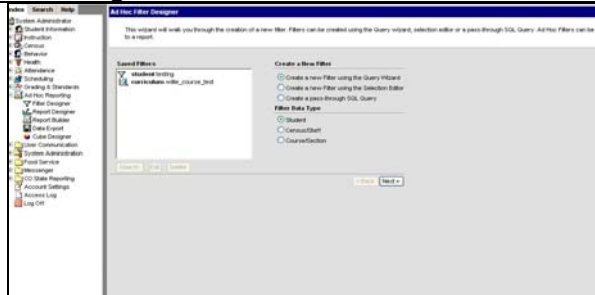 Index Search Help
System Administrator
Student Information
Instruction
Census
Behavior
Health
Attendance
Scheduling
Grading & Standards
Ad Hoc Reporting
Filter Designer
Report Designer
Report Builder
Data Export
Cube Designer
User Communication
System Administration
Food Service
Messenger
CO State Reporting
Account Settings
Access Log
Log Off
Ad Hoc Filter Designer
This wizard will walk you through the creation of a new filter. Filters can be created using the Query wizard, selection editor or a pass-through SQL Query. Ad Hoc Filters can be
to a report.
Saved Filters
student testing
curriculum
Create a New Filter
Create a new Filter using the Query Wizard
Create a new Filter using the Selection Editor
Create a pass-through SQL Query
Filter Data Type
Student
Census/Staff
Course/Section
Search Edit Delete
< Back Next >